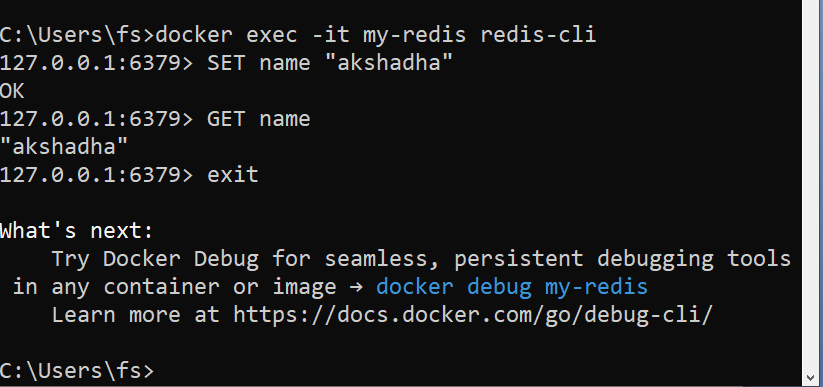 C:\Users\fs>docker exec -it my-redis redis-cli
127.0.0.1:6379> SET name "akshadha"
OK
127.0.0.1:6379> GET name
"akshadha"
127.0.0.1:6379> exit
What's next:
Try Docker Debug for seamless, persistent debugging tools
in any container or image → docker debug my-redis
Learn more at https://docs.docker.com/go/debug-cli/
C:\Users\fs>